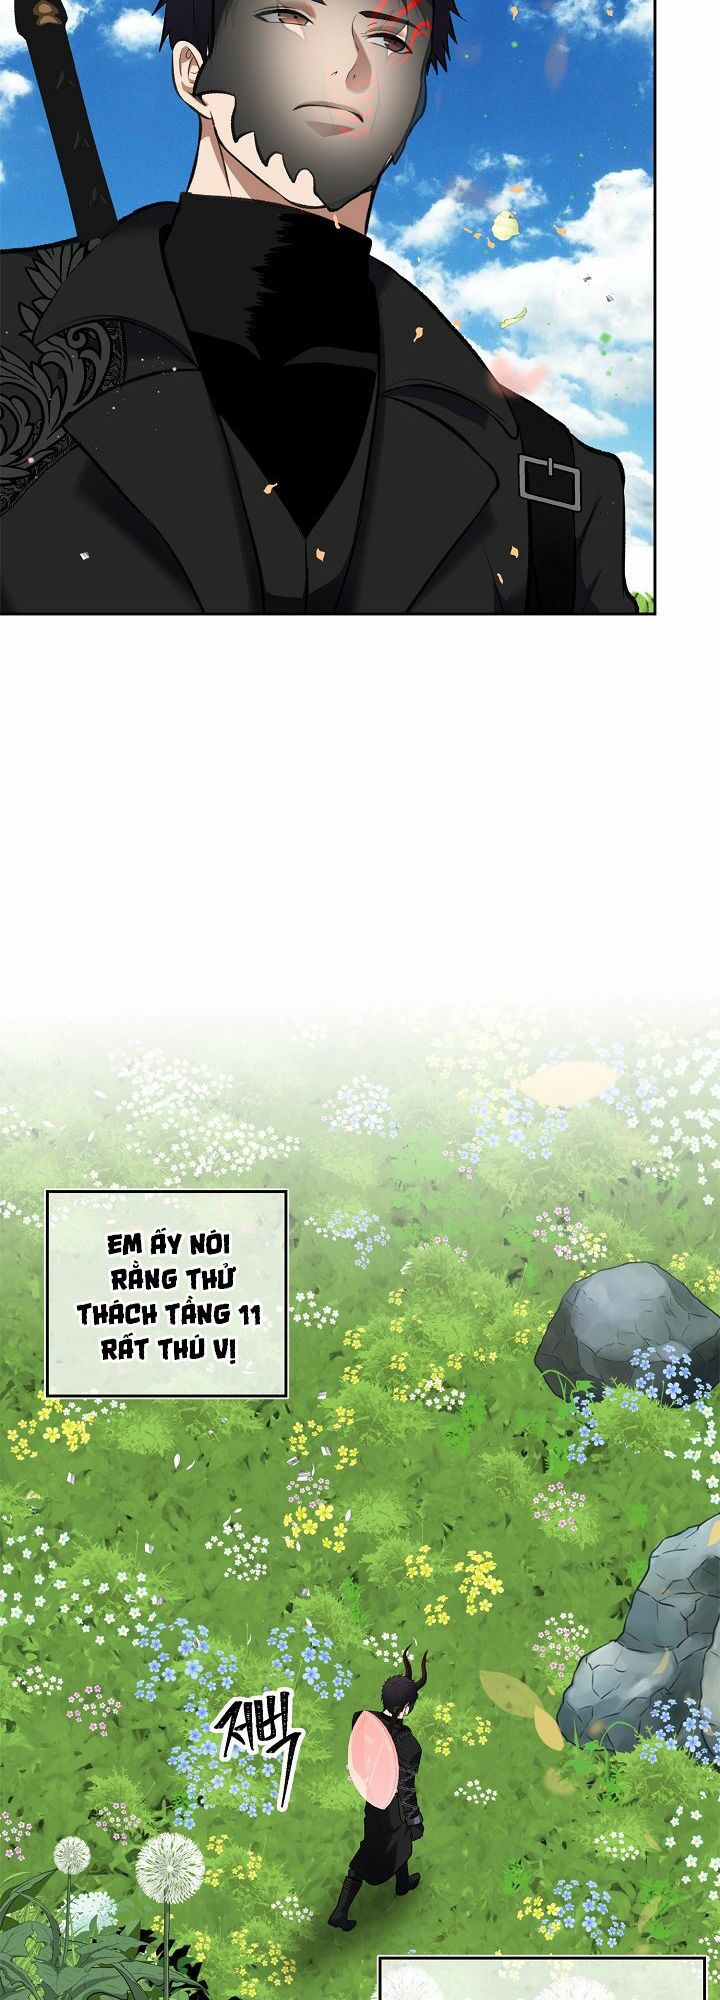 EM ẤY NÓI
RẰNG THỬ
THÁCH TẦNG 11
RẤT THÚ VỊ
저벅